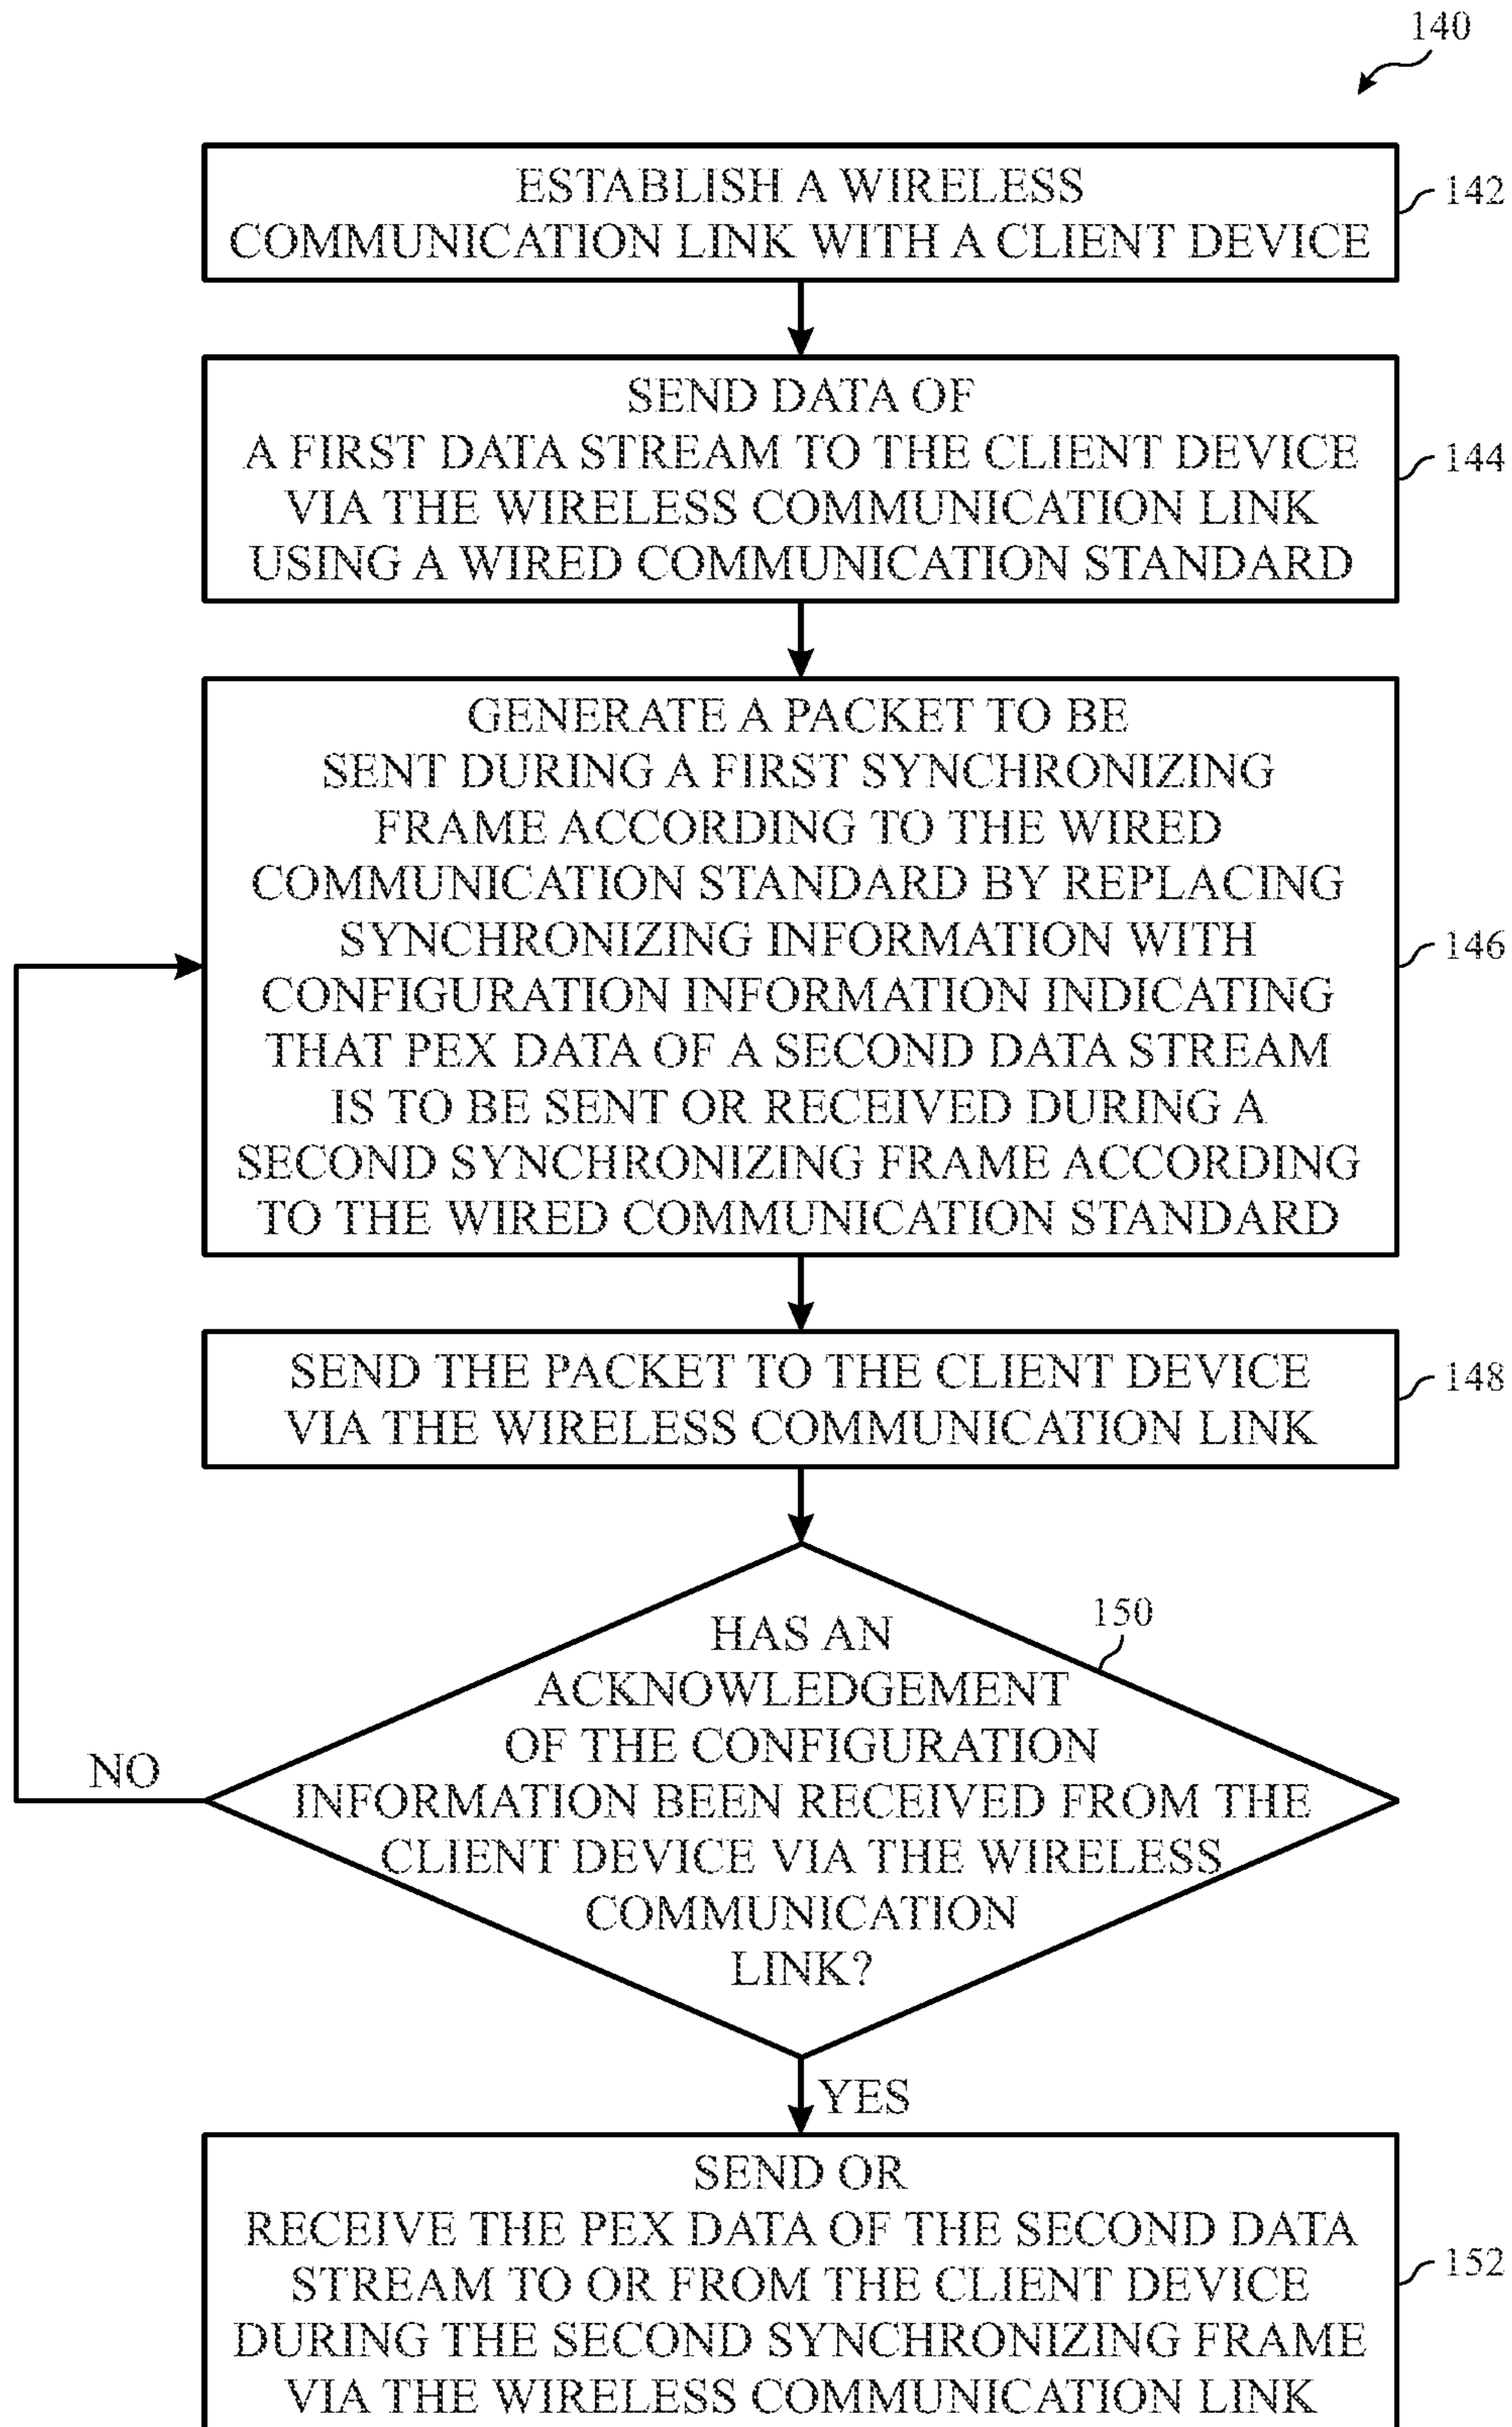 140
ESTABLISH A WIRELESS
COMMUNICATION LINK WITH A CLIENT DEVICE
142
SEND DATA OF
A FIRST DATA STREAM TO THE CLIENT DEVICE
VIA THE WIRELESS COMMUNICATION LINK
USING A WIRED COMMUNICATION STANDARD
144
GENERATE A PACKET TO BE
SENT DURING A FIRST SYNCHRONIZING
FRAME ACCORDING TO THE WIRED
COMMUNICATION STANDARD BY REPLACING
SYNCHRONIZING INFORMATION WITH
CONFIGURATION INFORMATION INDICATING
THAT PEX DATA OF A SECOND DATA STREAM
IS TO BE SENT OR RECEIVED DURING A
SECOND SYNCHRONIZING FRAME ACCORDING
TO THE WIRED COMMUNICATION STANDARD
146
SEND THE PACKET TO THE CLIENT DEVICE
VIA THE WIRELESS COMMUNICATION LINK
148
HAS AN
ACKNOWLEDGEMENT
OF THE CONFIGURATION
INFORMATION BEEN RECEIVED FROM THE
CLIENT DEVICE VIA THE WIRELESS
COMMUNICATION
LINK?
150
NO
YES
SEND OR
RECEIVE THE PEX DATA OF THE SECOND DATA
STREAM TO OR FROM THE CLIENT DEVICE
DURING THE SECOND SYNCHRONIZING FRAME
VIA THE WIRELESS COMMUNICATION LINK
152